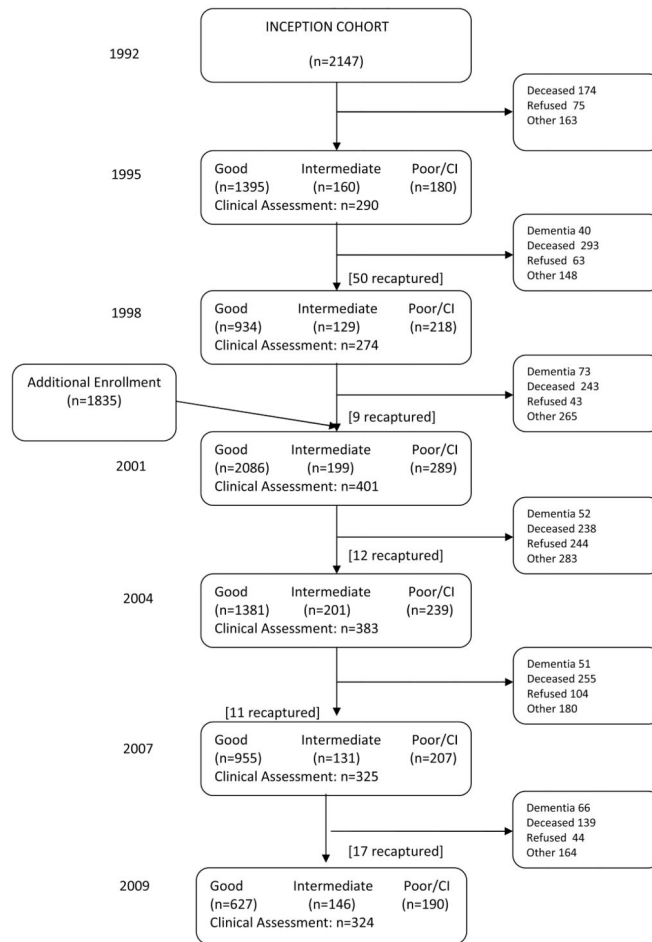 INCEPTION COHORT
1992
(n=2147)
Deceased 174
Refused 75
Other 163
1995
Good Intermediate Poor/CI
(n=1395) (n=160) (n=180)
Clinical Assessment: n=290
Dementia 40
Deceased 293
Refused 63
Other 148
[50 recaptured]
1998
Good Intermediate Poor/CI
(n=934) (n=129) (n=218)
Clinical Assessment: n=274
Additional Enrollment
(n=1835)
Dementia 73
Deceased 243
Refused 43
Other 265
[9 recaptured]
2001
Good Intermediate Poor/CI
(n=2086) (n=199) (n=289)
Clinical Assessment: n=401
Dementia 52
Deceased 238
Refused 244
Other 283
[12 recaptured]
2004
Good Intermediate Poor/CI
(n=1381) (n=201) (n=239)
Clinical Assessment: n=383
Dementia 51
Deceased 255
Refused 104
Other 180
[11 recaptured]
2007
Good Intermediate Poor/CI
(n=955) (n=131) (n=207)
Clinical Assessment: n=325
Dementia 66
Deceased 139
Refused 44
Other 164
[17 recaptured]
2009
Good Intermediate Poor/CI
(n=627) (n=146) (n=190)
Clinical Assessment: n=324